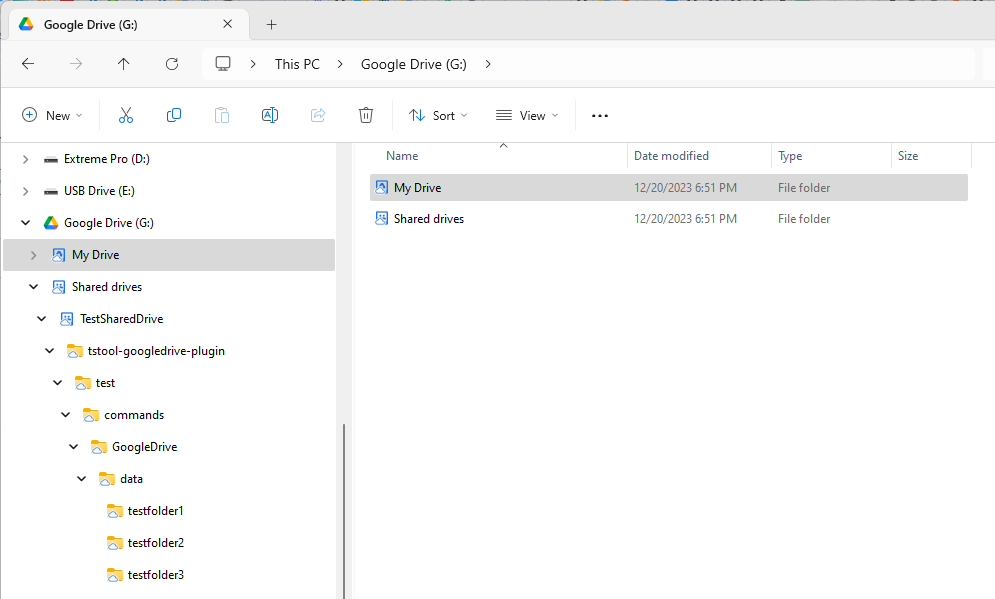 Google Drive (G:)
This PC > Google Drive (G:) >
New
Sort
View
Extreme Pro (D:)
USB Drive (E:)
Google Drive (G:)
My Drive
Shared drives
TestSharedDrive
tstool-googledrive-plugin
test
commands
GoogleDrive
data
testfolder1
testfolder2
testfolder3
Name Date modified Type Size
My Drive 12/20/2023 6:51 PM File folder
Shared drives 12/20/2023 6:51 PM File folder